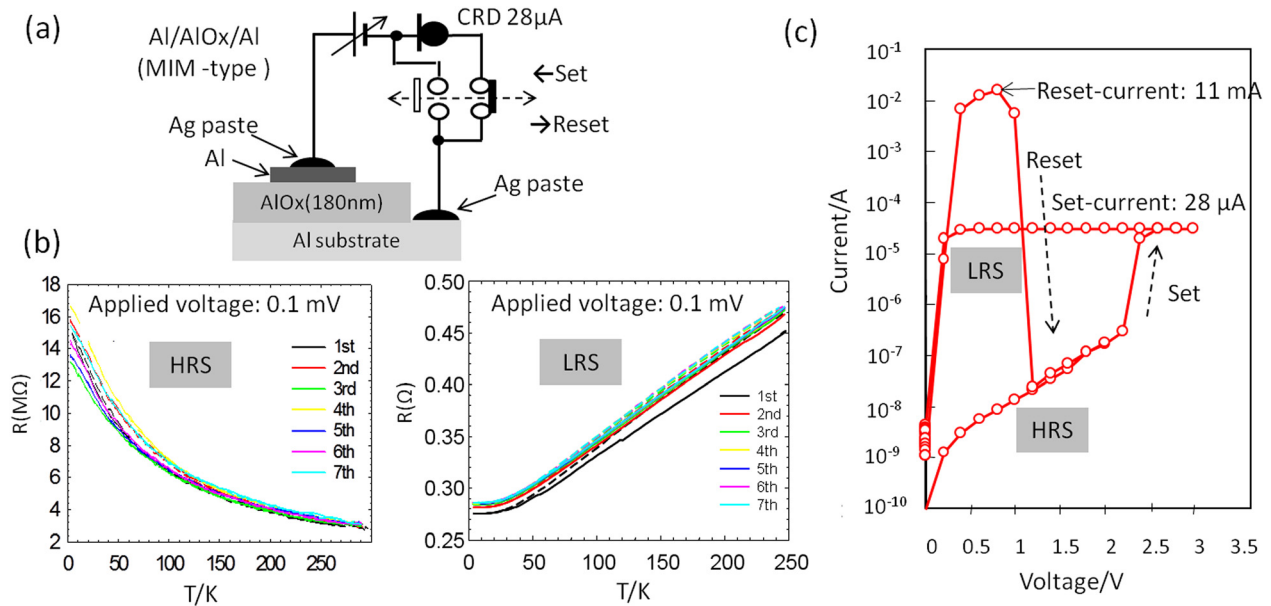 (a)
Al/AlOx/Al
(MIM -type )
CRD 28µA
←Set
→Reset
Ag paste
Al
AlOx(180nm)
Al substrate
Ag paste
(b)
Applied voltage: 0.1 mV
HRS
R(MΩ)
18
16
14
12
10
8
6
4
2
0 50 100 150 200 250
T/K
1st
2nd
3rd
4th
5th
6th
7th
Applied voltage: 0.1 mV
LRS
R(Ω)
0.50
0.45
0.40
0.35
0.30
0.25
0 50 100 150 200 250
T/K
1st
2nd
3rd
4th
5th
6th
7th
(c)
Current/A
10⁻¹
10⁻²
10⁻³
10⁻⁴
10⁻⁵
10⁻⁶
10⁻⁷
10⁻⁸
10⁻⁹
10⁻¹⁰
Reset-current: 11 mA
Reset
Set-current: 28 µA
LRS
Set
HRS
0 0.5 1 1.5 2 2.5 3 3.5
Voltage/V